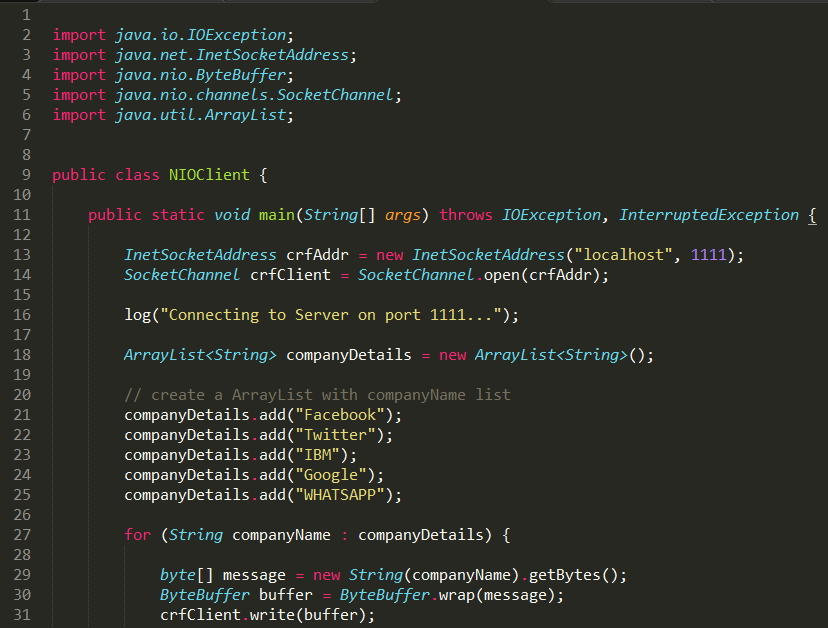 1
2 import java.io.IOException;
3 import java.net.InetSocketAddress;
4 import java.nio.ByteBuffer;
5 import java.nio.channels.SocketChannel;
6 import java.util.ArrayList;
7
8
9 public class NIOClient {
10
11     public static void main(String[] args) throws IOException, InterruptedException {
12
13         InetSocketAddress crfAddr = new InetSocketAddress("localhost", 1111);
14         SocketChannel crfClient = SocketChannel.open(crfAddr);
15
16         log("Connecting to Server on port 1111...");
17
18         ArrayList<String> companyDetails = new ArrayList<String>();
19
20         // create a ArrayList with companyName list
21         companyDetails.add("Facebook");
22         companyDetails.add("Twitter");
23         companyDetails.add("IBM");
24         companyDetails.add("Google");
25         companyDetails.add("WHATSAPP");
26
27         for (String companyName : companyDetails) {
28
29             byte[] message = new String(companyName).getBytes();
30             ByteBuffer buffer = ByteBuffer.wrap(message);
31             crfClient.write(buffer);